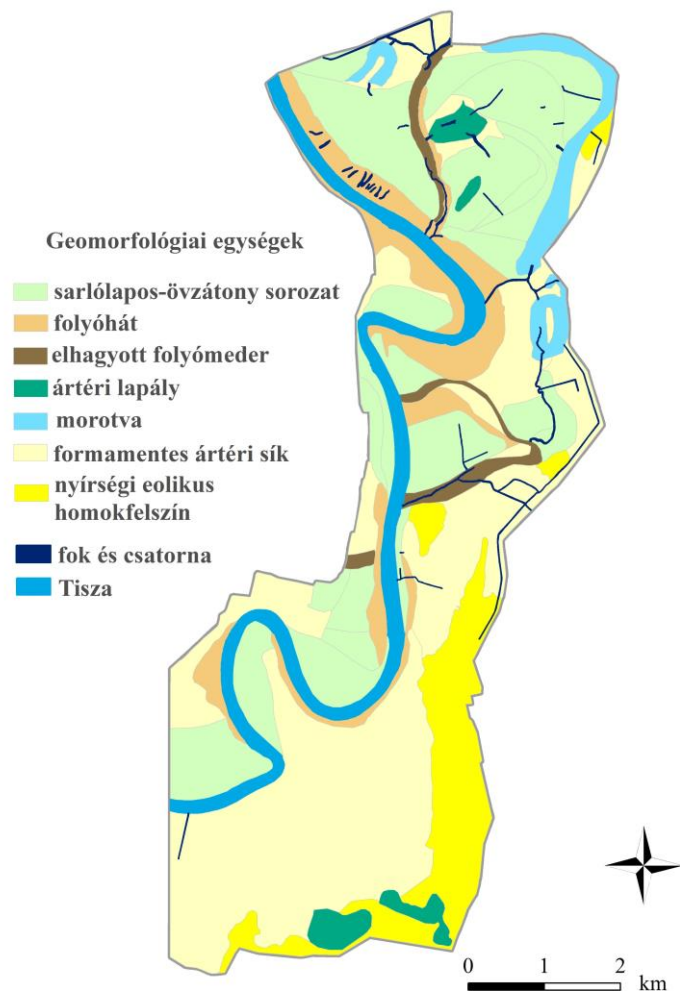 Geomorfológiai egységek
sarlólapos-övzátony sorozat
folyóhát
elhagyott folyómeder
ártéri lapály
morotva
formamentes ártéri sík
nyírségi eolikus
homokfelszín
fok és csatorna
Tisza
0 1 2
km